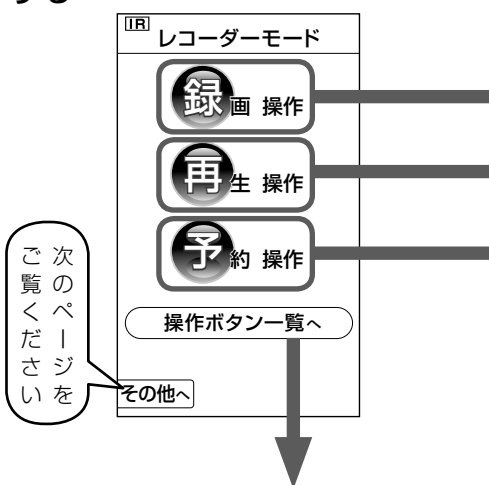 する
IR
レコーダーモード
録画 操作
再生 操作
予約 操作
操作ボタン一覧へ
次のページを
ご覧ください
その他へ